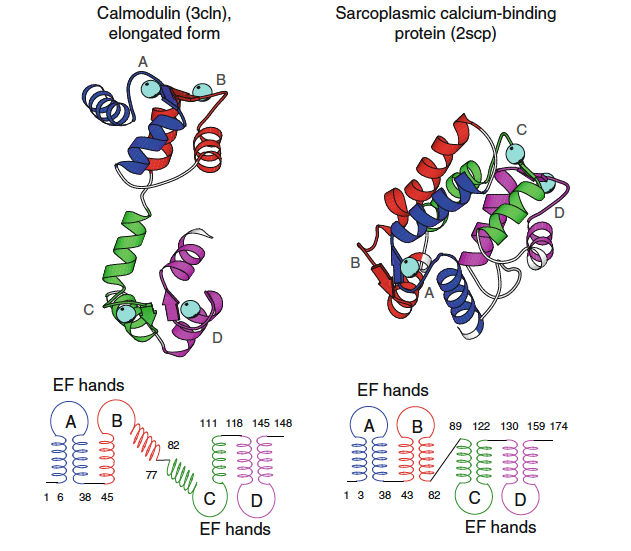 Calmodulin (3cln),
elongated form
Sarcoplasmic calcium-binding
protein (2scp)
A
B
C
D
C
D
B
A
EF hands
A
B
82
77
111 118 145 148
1 6 38 45
C
D
EF hands
EF hands
A
B
89 122 130 159 174
1 3 38 43 82
C
D
EF hands